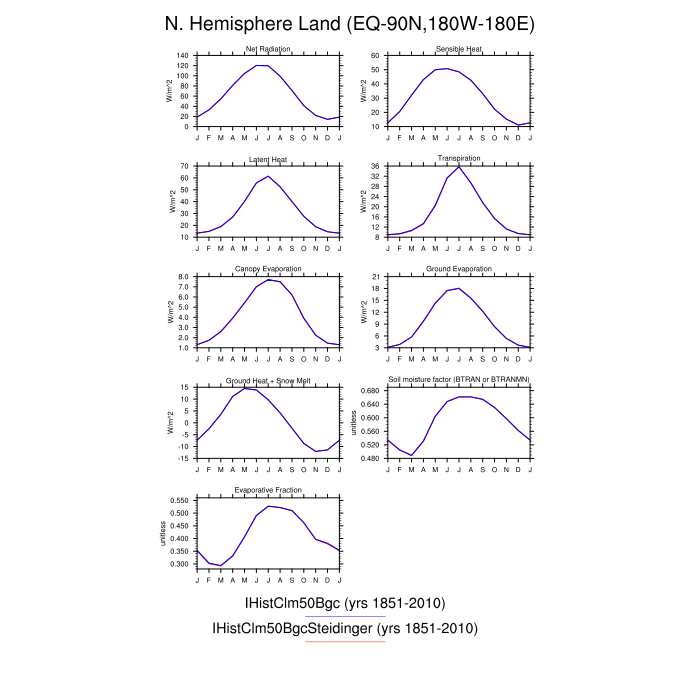 N. Hemisphere Land (EQ-90N,180W-180E)
Net Radiation
W/m^2
140
120
100
80
60
40
20
0
J F M A M J J A S O N D J
Sensible Heat
W/m^2
60
50
40
30
20
10
J F M A M J J A S O N D J
Latent Heat
W/m^2
70
60
50
40
30
20
10
J F M A M J J A S O N D J
Transpiration
W/m^2
36
32
28
24
20
16
12
8
J F M A M J J A S O N D J
Canopy Evaporation
W/m^2
8.0
7.0
6.0
5.0
4.0
3.0
2.0
1.0
J F M A M J J A S O N D J
Ground Evaporation
W/m^2
21
18
15
12
9
6
3
J F M A M J J A S O N D J
Ground Heat + Snow Melt
W/m^2
15
10
5
0
-5
-10
-15
J F M A M J J A S O N D J
Soil moisture factor (BTRAN or BTRANMN)
unitless
0.680
0.640
0.600
0.560
0.520
0.480
J F M A M J J A S O N D J
Evaporative Fraction
unitless
0.550
0.500
0.450
0.400
0.350
0.300
J F M A M J J A S O N D J
IHistClm50Bgc (yrs 1851-2010)
IHistClm50BgcSteidinger (yrs 1851-2010)